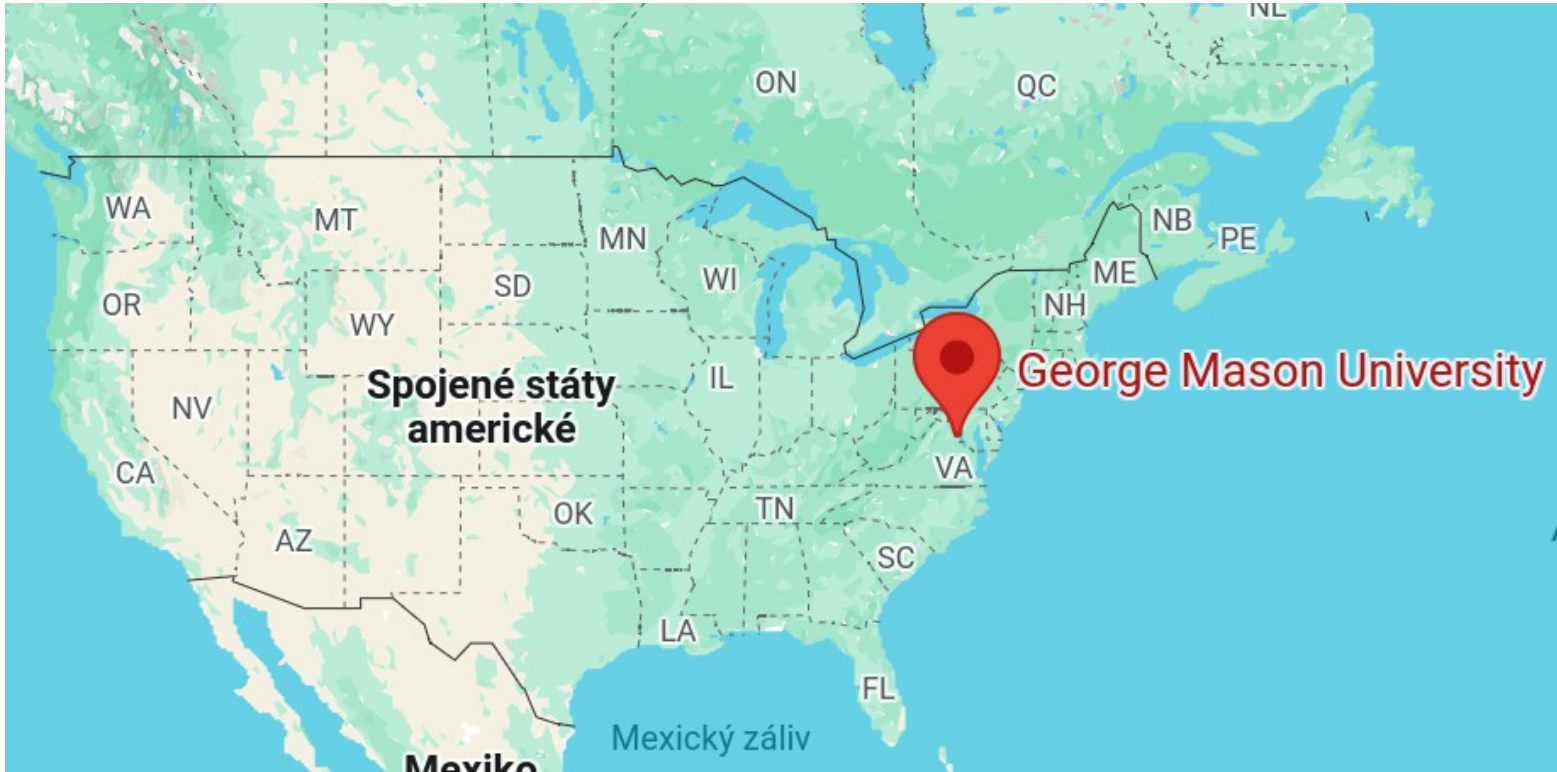 NL
ON
QC
WA
MT
MN
NB
PE
WI
ME
SD
OR
NH
WY
George Mason University
IL
Spojené státy
americké
NV
VA
CA
TN
OK
AZ
SC
LA
FL
Mexický záliv
Mexiko